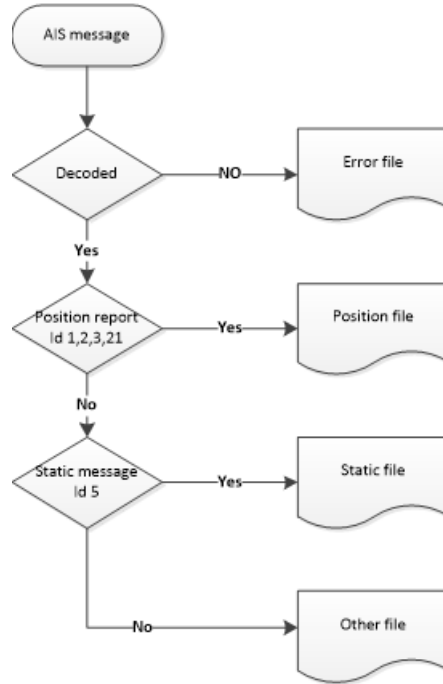 AIS message
Decoded
NO
Error file
Yes
Position report
Id 1,2,3,21
Yes
Position file
No
Static message
Id 5
Yes
Static file
No
Other file